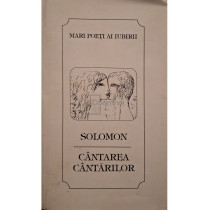 MARI POEȚI AI IUBIRII
SOLOMON
CÂNTAREA
CÂNTĂRILOR